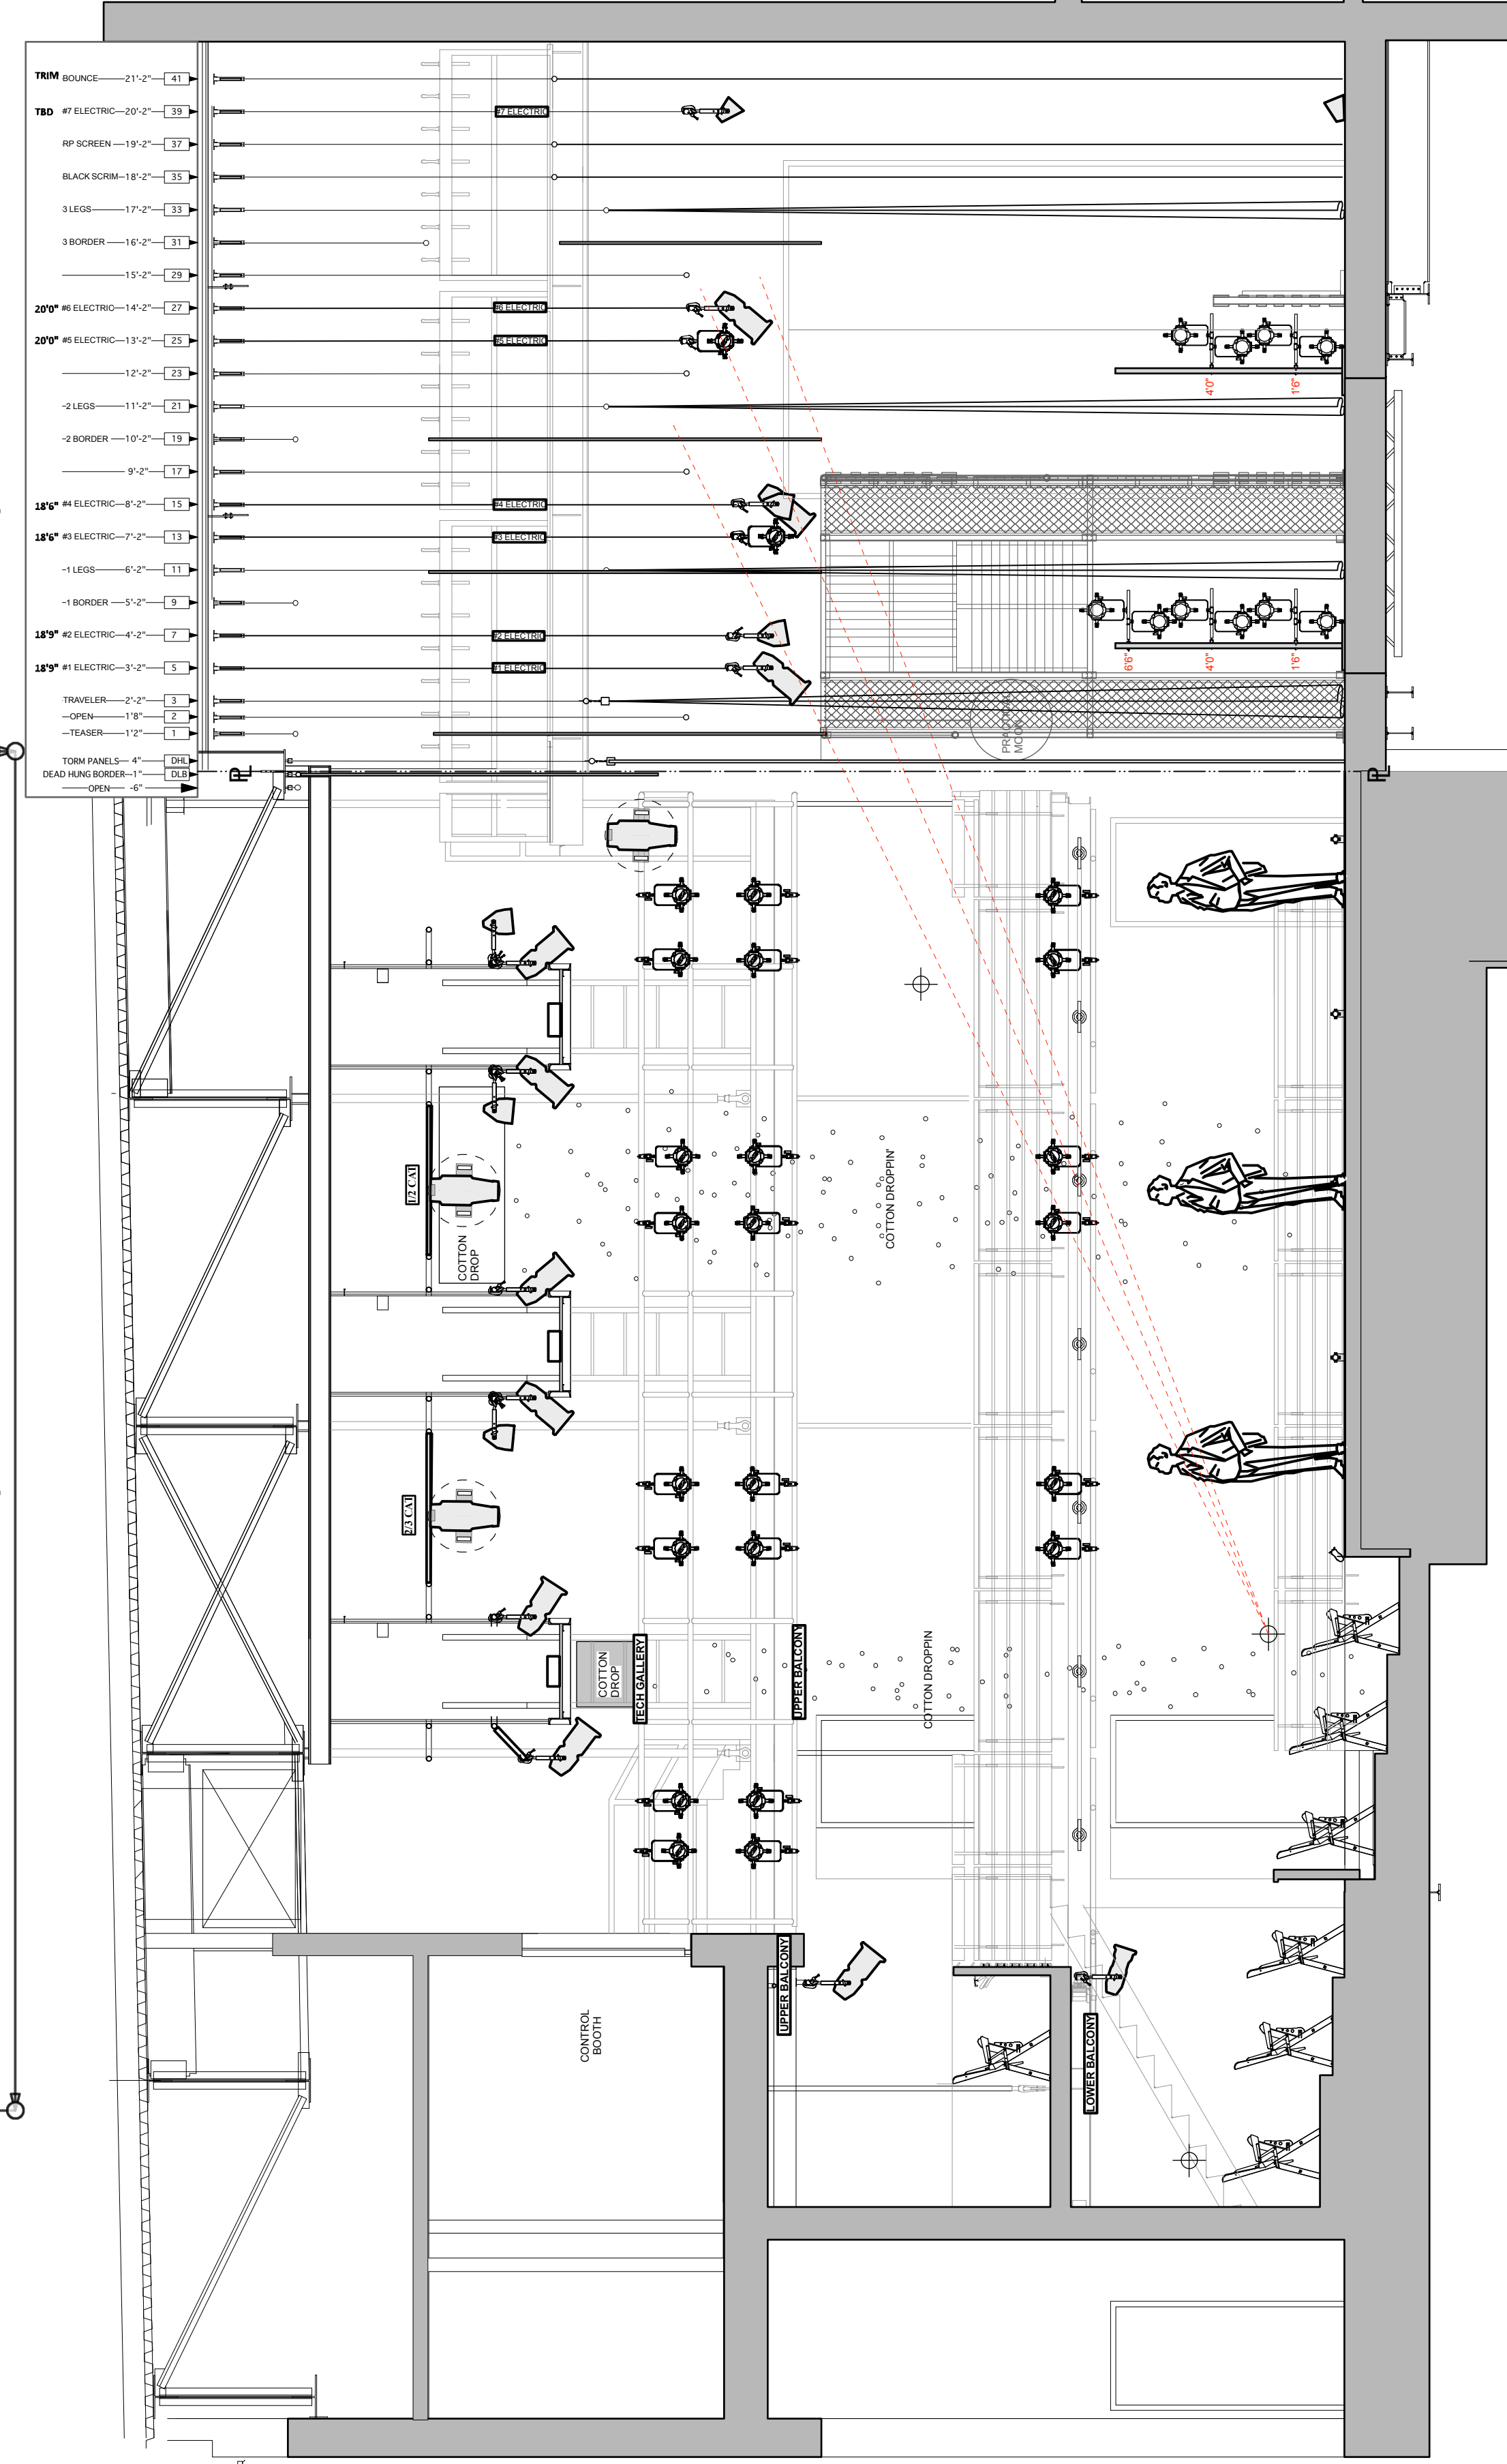 TRIM BOUNCE 21'-2" 41
TBD #7 ELECTRIC 20'-2" 39
RP SCREEN 19'-2" 37
BLACK SCRIM 18'-2" 35
3 LEGS 17'-2" 33
3 BORDER 16'-2" 31
15'-2" 29
20'0" #6 ELECTRIC 14'-2" 27
20'0" #5 ELECTRIC 13'-2" 25
12'-2" 23
2 LEGS 11'-2" 21
2 BORDER 10'-2" 19
9'-2" 17
18'6" #4 ELECTRIC 8'-2" 15
18'6" #3 ELECTRIC 7'-2" 13
1 LEGS 6'-2" 11
1 BORDER 5'-2" 9
18'9" #2 ELECTRIC 4'-2" 7
18'9" #1 ELECTRIC 3'-2" 5
TRAVELER 2'-2" 3
OPEN 1'8" 2
TEASER 1'2" 1
TORM PANELS 4" DHL
DEAD HUNG BORDER 1" DLB
OPEN -6"
#7 ELECTRIC
#6 ELECTRIC
#5 ELECTRIC
#4 ELECTRIC
#3 ELECTRIC
#2 ELECTRIC
#1 ELECTRIC
4'0"
1'6"
6'6"
4'0"
1'6"
MOON
PL
PL
1/2 CAT
COTTON
DROP
COTTON DROPPIN'
2/3 CAT
COTTON
DROP
TECH GALLERY
UPPER BALCONY
COTTON DROPPIN
UPPER BALCONY
CONTROL
BOOTH
LOWER BALCONY